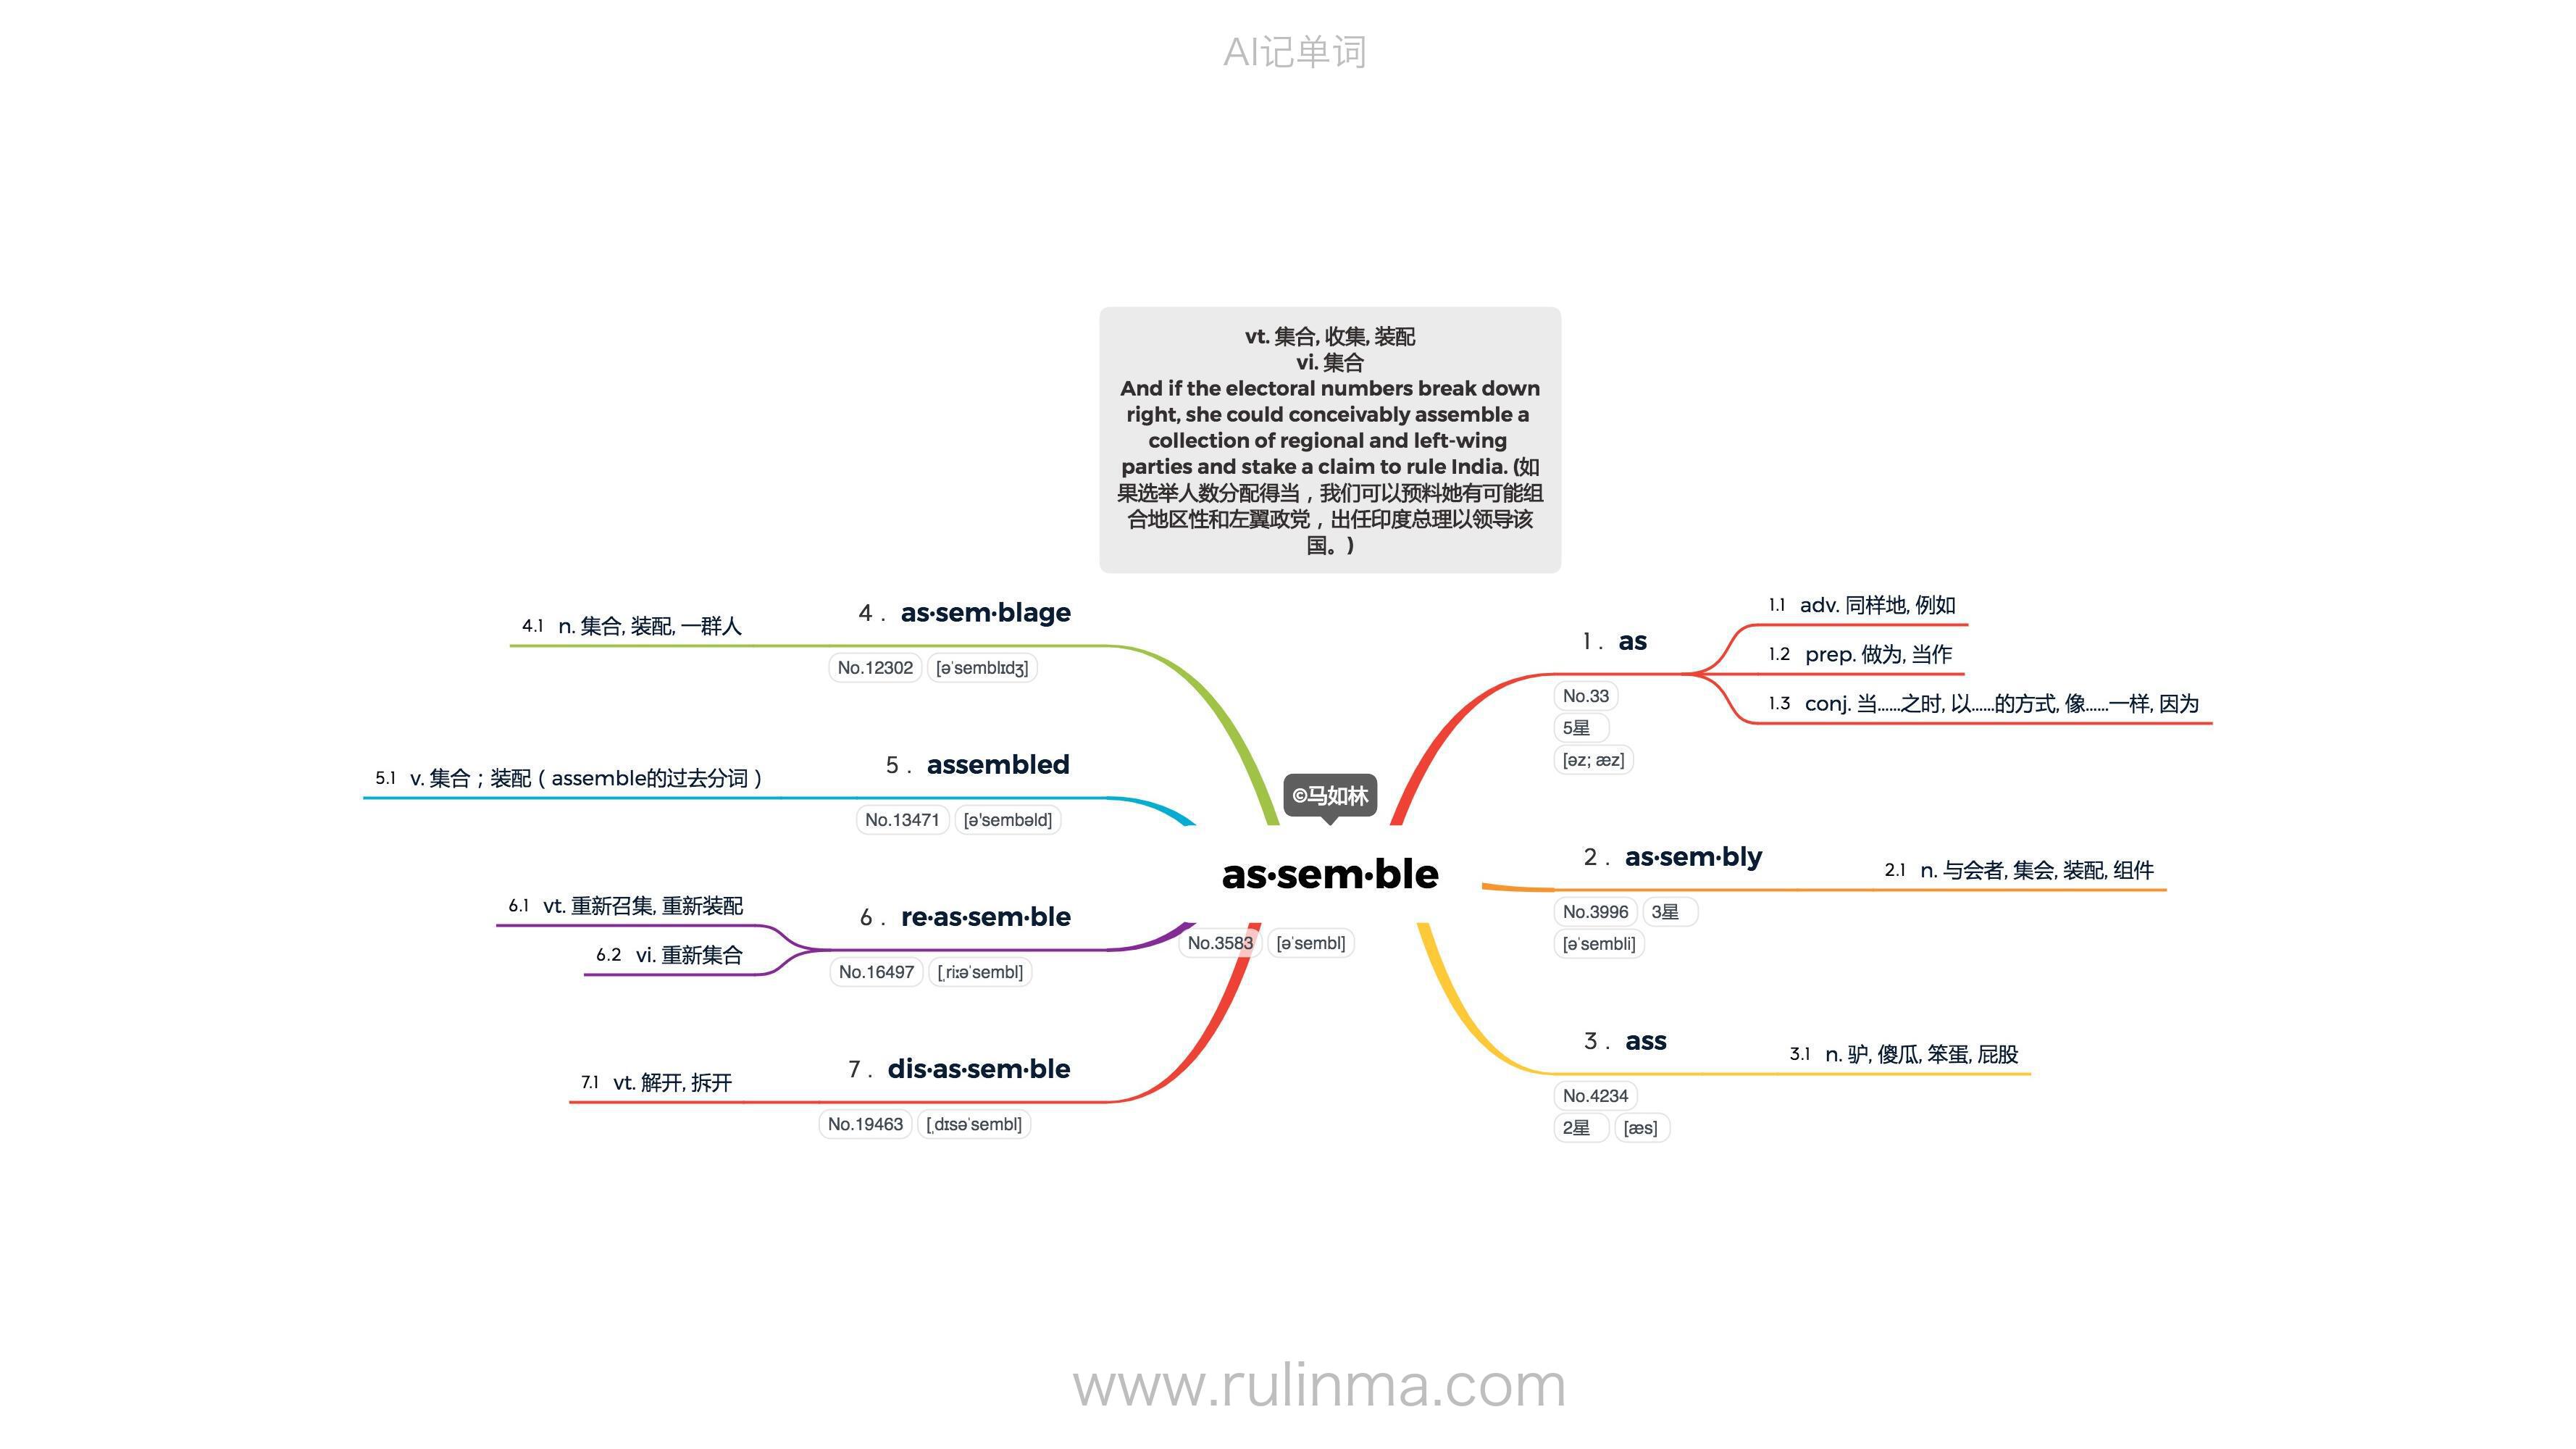 AI记单词
vt. 集合, 收集, 装配
vi. 集合
And if the electoral numbers break down
right, she could conceivably assemble a
collection of regional and left-wing
parties and stake a claim to rule India. (如
果选举人数分配得当，我们可以预料她有可能组
合地区性和左翼政党，出任印度总理以领导该
国。)
©马如林
as·sem·ble
No.3583 [əˈsembl]
1. as
No.33
5星
[əz; æz]
1.1 adv. 同样地, 例如
1.2 prep. 做为, 当作
1.3 conj. 当......之时, 以......的方式, 像......一样, 因为
2. as·sem·bly
No.3996 3星
[əˈsembli]
2.1 n. 与会者, 集会, 装配, 组件
3. ass
No.4234
2星 [æs]
3.1 n. 驴, 傻瓜, 笨蛋, 屁股
4. as·sem·blage
No.12302 [əˈsemblɪdʒ]
4.1 n. 集合, 装配, 一群人
5. assembled
No.13471 [ə'sembəld]
5.1 v. 集合；装配（assemble的过去分词）
6. re·as·sem·ble
No.16497 [ˌriːəˈsembl]
6.1 vt. 重新召集, 重新装配
6.2 vi. 重新集合
7. dis·as·sem·ble
No.19463 [ˌdɪsəˈsembl]
7.1 vt. 解开, 拆开
www.rulinma.com